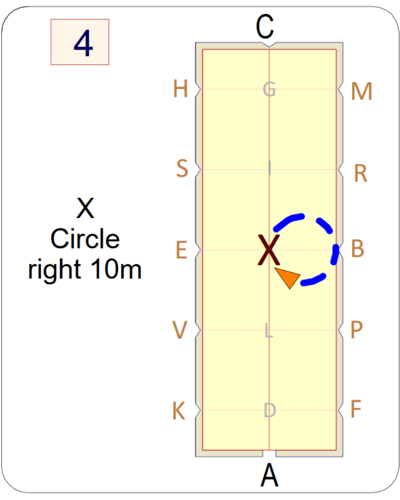 4
C
H G M
S I R
X
Circle
right 10m
E X B
V L P
K D F
A